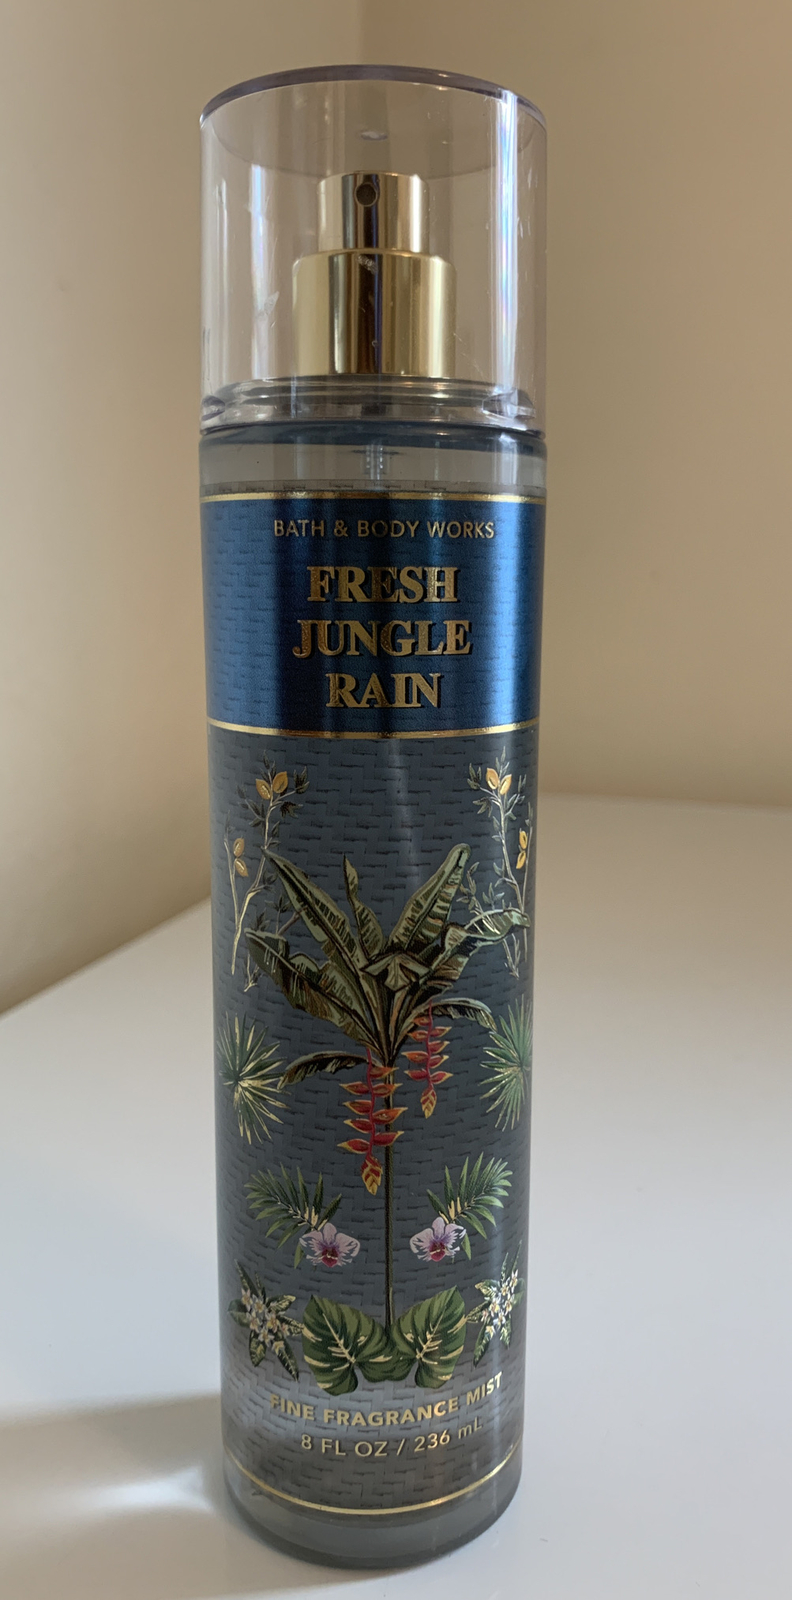 BATH & BODY WORKS
FRESH
JUNGLE
RAIN
FINE FRAGRANCE MIST
8 FL OZ / 236 mL